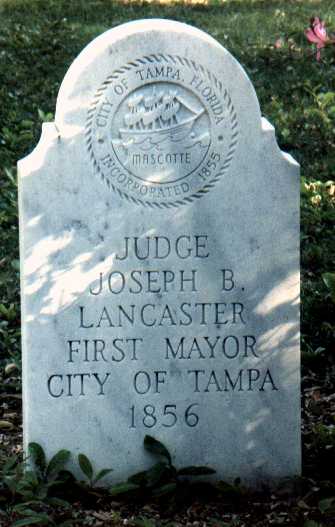 CITY OF TAMPA, FLORIDA
MASCOTTE
INCORPORATED 1855
JUDGE
JOSEPH B.
LANCASTER
FIRST MAYOR
CITY OF TAMPA
1856